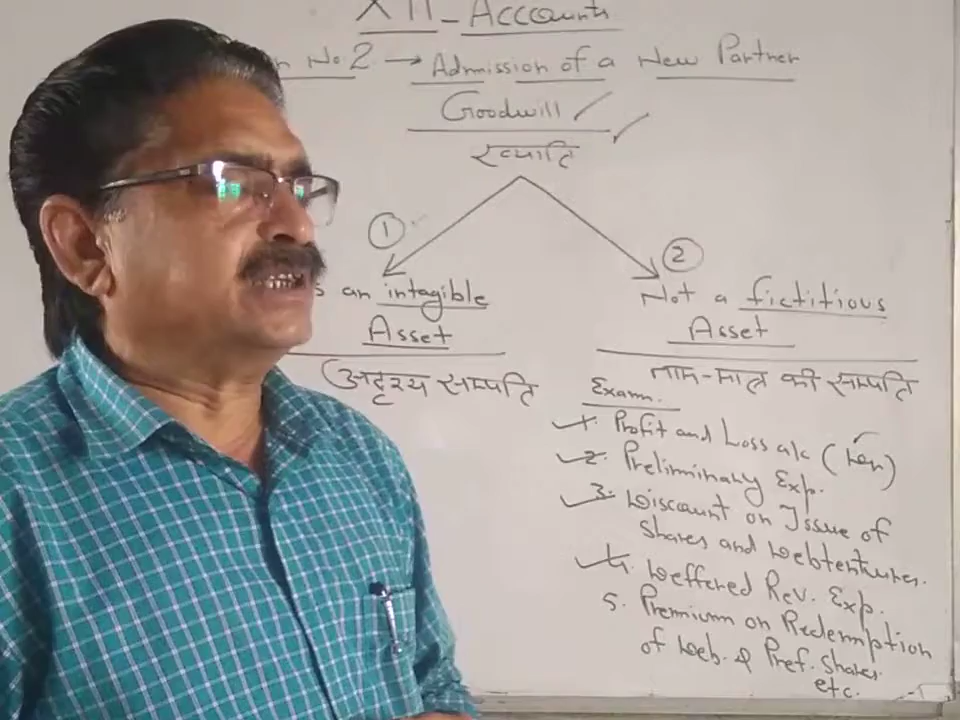 XII - Accounts
No 2 → Admission of a New Partner
Goodwill ✓
ख्याति ✓
① ②
an intagible
Asset
(अदृश्य सम्पत्ति
Not a fictitious
Asset
नाम-मात्र की सम्पत्ति
Exam.
1. Profit and Loss a/c ( )
2. Preliminary Exp.
3. Discount on Issue of
Shares and Debtentures.
4. Deffered Rev. Exp.
5. Premium on Redemption
of Deb. & Pref. Shares
etc.